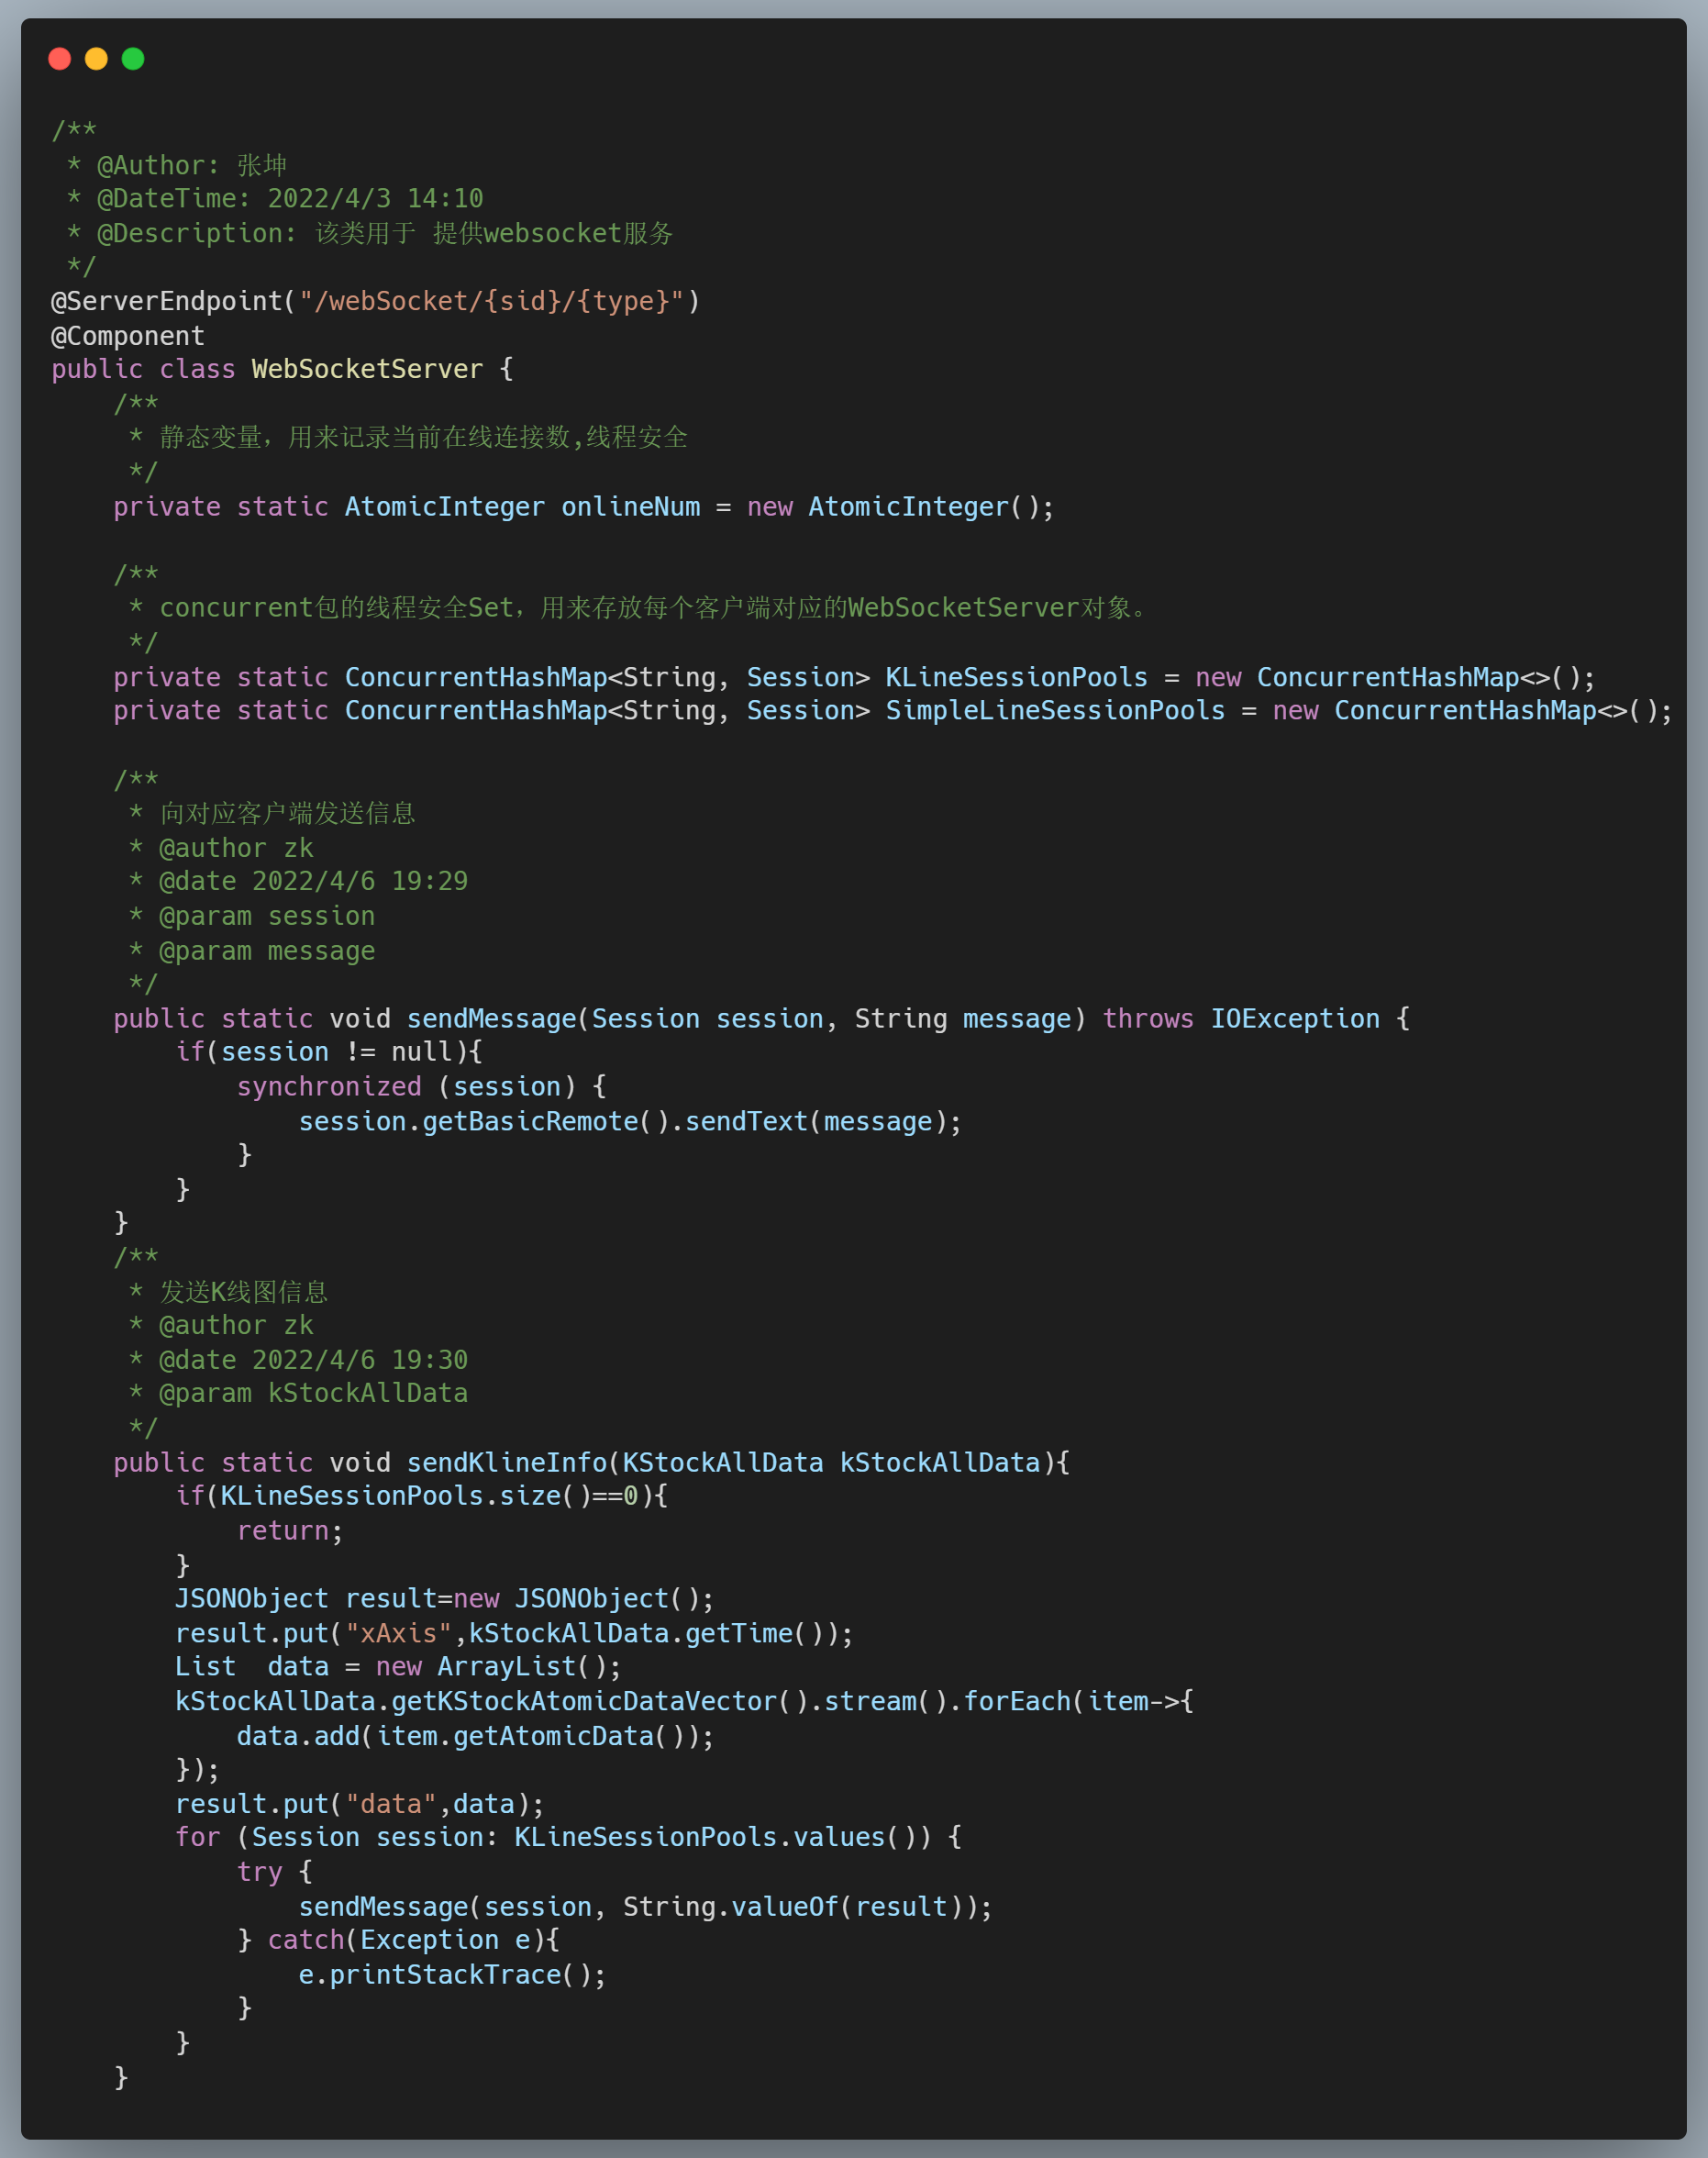 /**
 * @Author: 张坤
 * @DateTime: 2022/4/3 14:10
 * @Description: 该类用于 提供websocket服务
 */
@ServerEndpoint("/webSocket/{sid}/{type}")
@Component
public class WebSocketServer {
    /**
     * 静态变量，用来记录当前在线连接数,线程安全
     */
    private static AtomicInteger onlineNum = new AtomicInteger();

    /**
     * concurrent包的线程安全Set，用来存放每个客户端对应的WebSocketServer对象。
     */
    private static ConcurrentHashMap<String, Session> KLineSessionPools = new ConcurrentHashMap<>();
    private static ConcurrentHashMap<String, Session> SimpleLineSessionPools = new ConcurrentHashMap<>();

    /**
     * 向对应客户端发送信息
     * @author zk
     * @date 2022/4/6 19:29
     * @param session
     * @param message
     */
    public static void sendMessage(Session session, String message) throws IOException {
        if(session != null){
            synchronized (session) {
                session.getBasicRemote().sendText(message);
            }
        }
    }
    /**
     * 发送K线图信息
     * @author zk
     * @date 2022/4/6 19:30
     * @param kStockAllData
     */
    public static void sendKlineInfo(KStockAllData kStockAllData){
        if(KLineSessionPools.size()==0){
            return;
        }
        JSONObject result=new JSONObject();
        result.put("xAxis",kStockAllData.getTime());
        List  data = new ArrayList();
        kStockAllData.getKStockAtomicDataVector().stream().forEach(item->{
            data.add(item.getAtomicData());
        });
        result.put("data",data);
        for (Session session: KLineSessionPools.values()) {
            try {
                sendMessage(session, String.valueOf(result));
            } catch(Exception e){
                e.printStackTrace();
            }
        }
    }